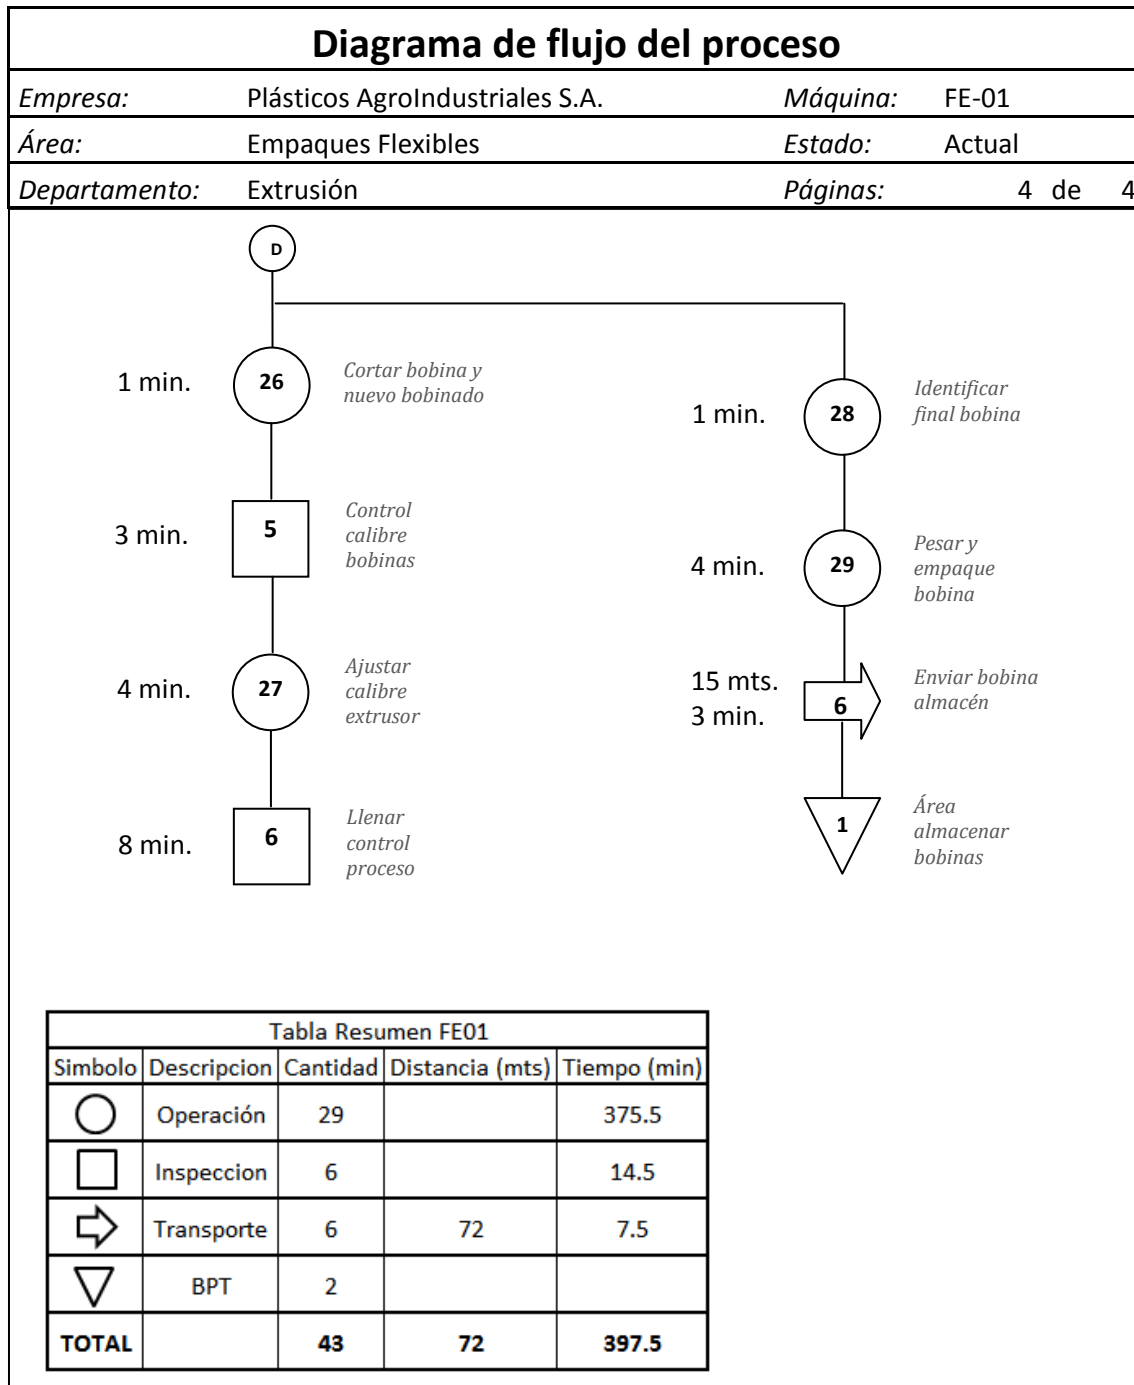 Diagrama de flujo del proceso
Empresa: Plásticos AgroIndustriales S.A. Máquina: FE-01
Área: Empaques Flexibles Estado: Actual
Departamento: Extrusión Páginas: 4 de 4
D
1 min.
26
Cortar bobina y
nuevo bobinado
3 min.
5
Control
calibre
bobinas
4 min.
27
Ajustar
calibre
extrusor
8 min.
6
Llenar
control
proceso
1 min.
28
Identificar
final bobina
4 min.
29
Pesar y
empaque
bobina
15 mts.
3 min.
6
Enviar bobina
almacén
1
Área
almacenar
bobinas
Tabla Resumen FE01
Simbolo Descripcion Cantidad Distancia (mts) Tiempo (min)
Operación 29 375.5
Inspeccion 6 14.5
Transporte 6 72 7.5
BPT 2
TOTAL 43 72 397.5